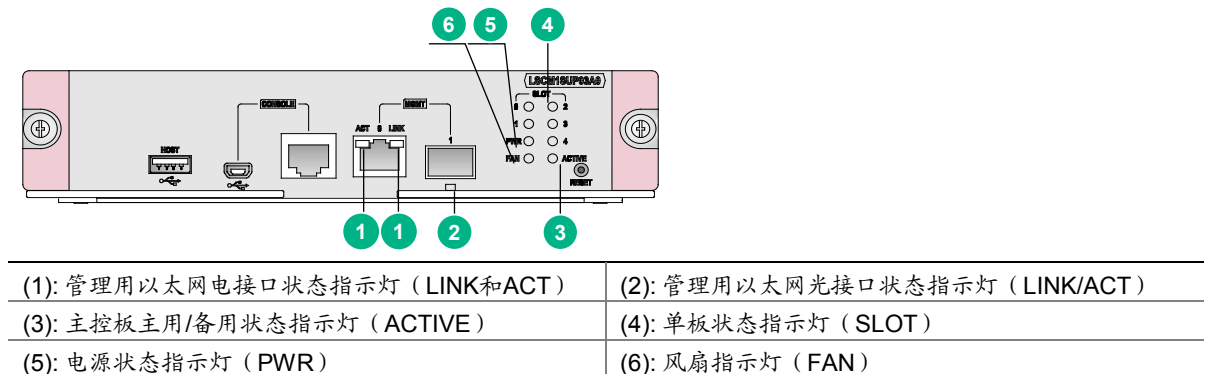 6 5 4
LSCM1SUP03A0
SLOT
0 2
CONSOLE MGMT
1 3
ACT 0 LINK 1
PWR 4
HOST
FAN ACTIVE
RESET
1 1 2 3
(1): 管理用以太网电接口状态指示灯（LINK和ACT） (2): 管理用以太网光接口状态指示灯（LINK/ACT）
(3): 主控板主用/备用状态指示灯（ACTIVE） (4): 单板状态指示灯（SLOT）
(5): 电源状态指示灯（PWR） (6): 风扇指示灯（FAN）